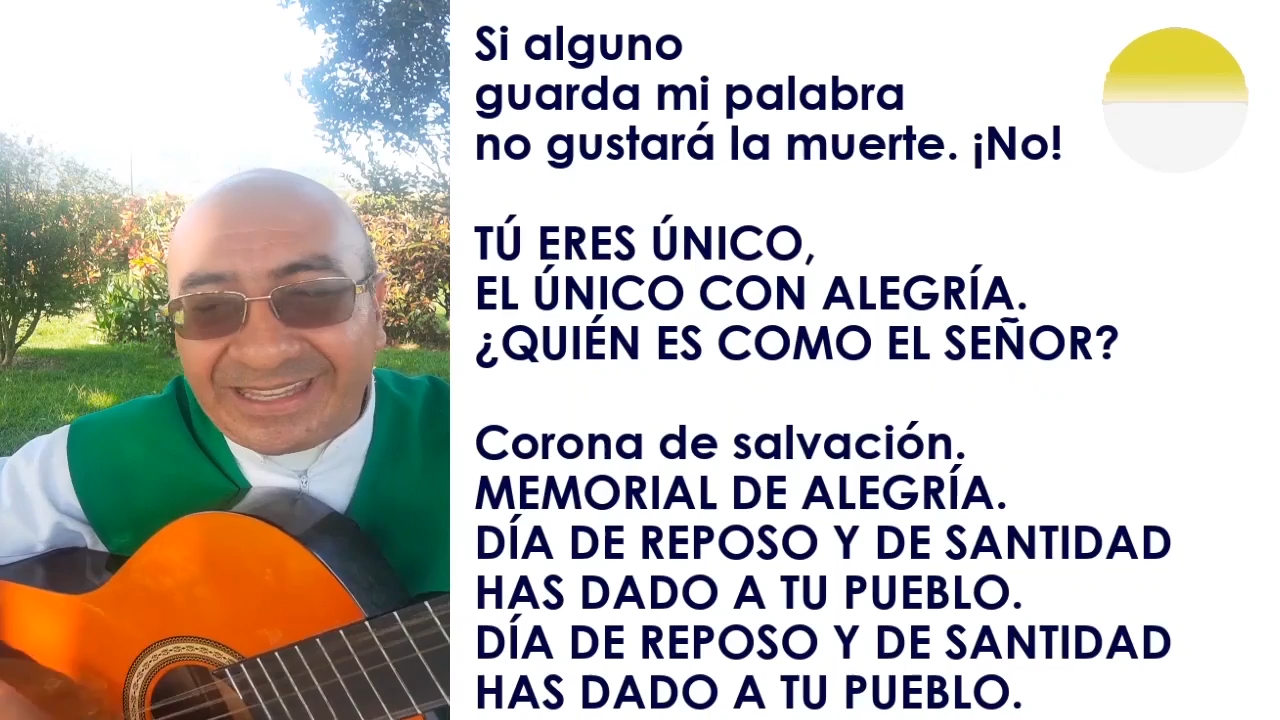 Si alguno
guarda mi palabra
no gustará la muerte. ¡No!
TÚ ERES ÚNICO,
EL ÚNICO CON ALEGRÍA.
¿QUIÉN ES COMO EL SEÑOR?
Corona de salvación.
MEMORIAL DE ALEGRÍA.
DÍA DE REPOSO Y DE SANTIDAD
HAS DADO A TU PUEBLO.
DÍA DE REPOSO Y DE SANTIDAD
HAS DADO A TU PUEBLO.